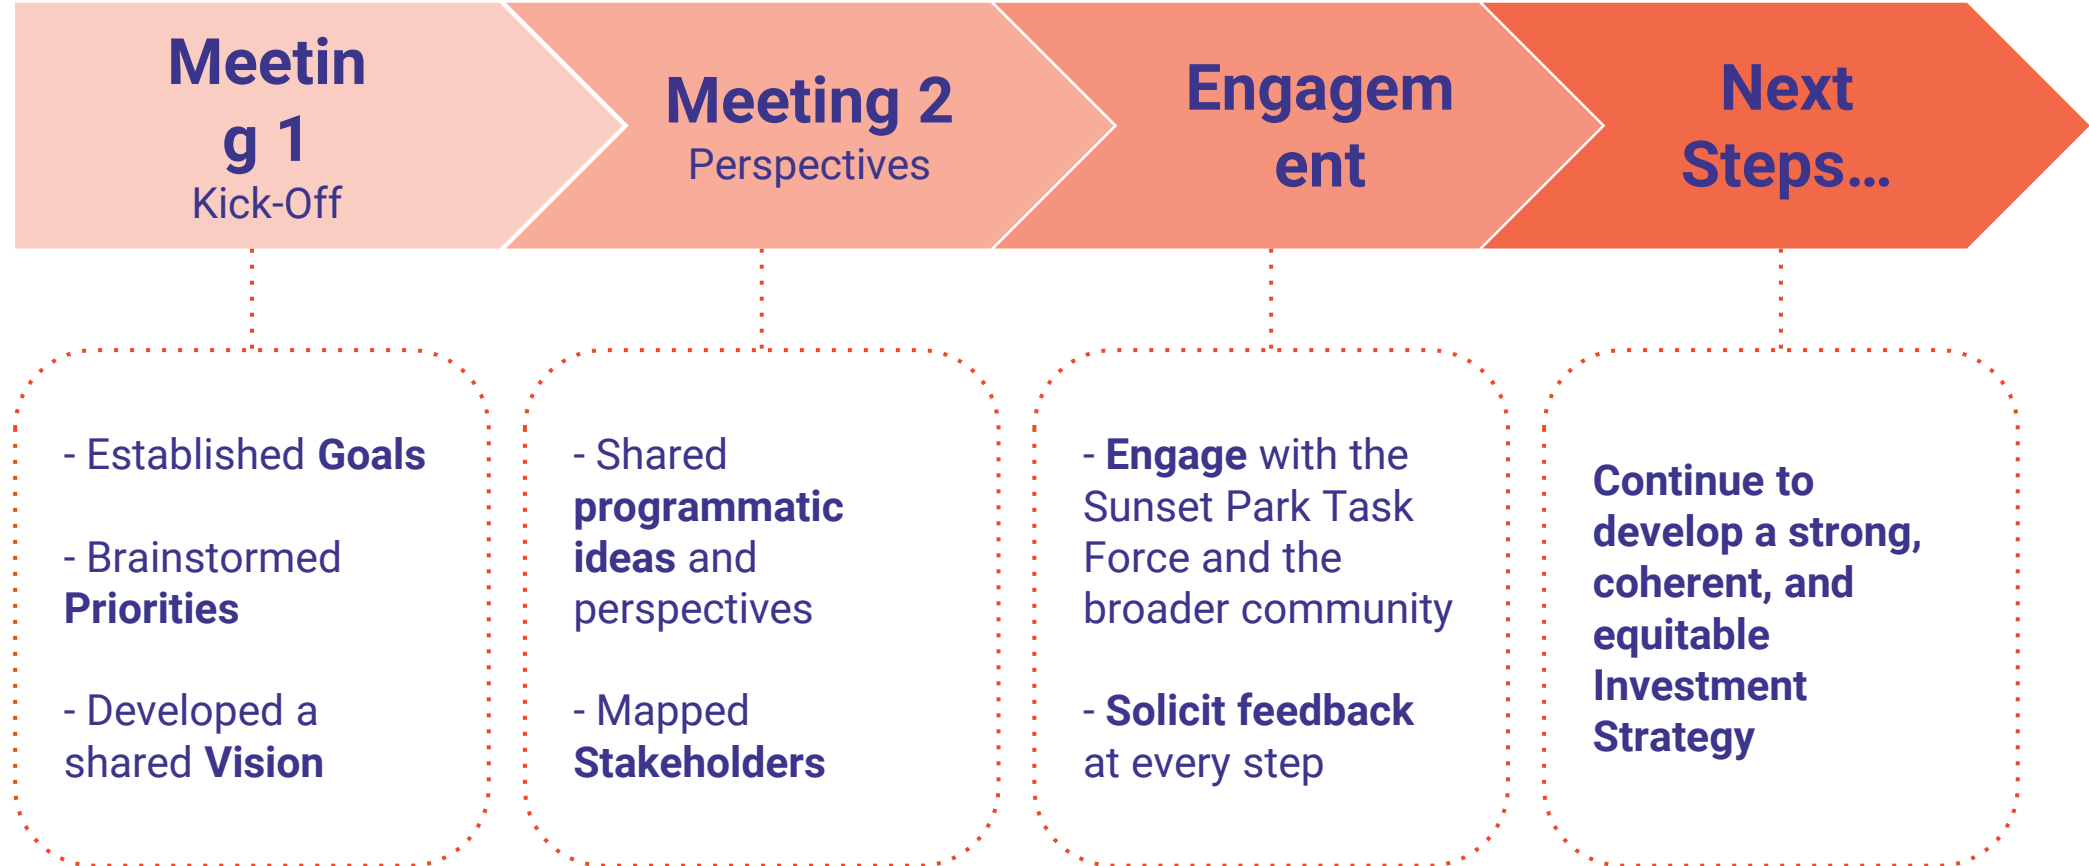 Meetin
g 1
Kick-Off
Meeting 2
Perspectives
Engagem
ent
Next
Steps...
- Established Goals
- Brainstormed
Priorities
- Developed a
shared Vision
- Shared
programmatic
ideas and
perspectives
- Mapped
Stakeholders
- Engage with the
Sunset Park Task
Force and the
broader community
- Solicit feedback
at every step
Continue to
develop a strong,
coherent, and
equitable
Investment
Strategy